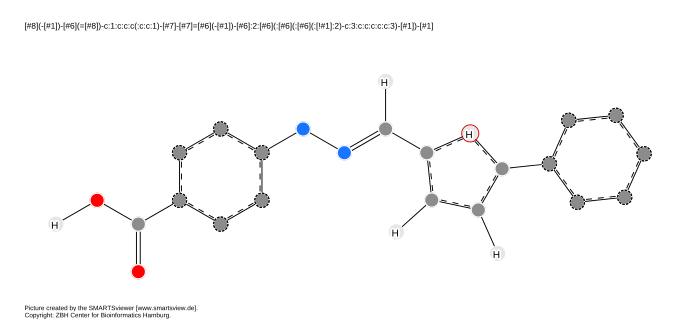 [#8](-[#1])-[#6](=[#8])-c:1:c:c:c(:c:c:1)-[#7]-[#7]=[#6](-[#1])-[#6]:2:[#6](:[#6](:[#6](:[!#1]:2)-c:3:c:c:c:c:c:3)-[#1])-[#1]
H
H
H
H
H
Picture created by the SMARTSviewer [www.smartsview.de].
Copyright: ZBH Center for Bioinformatics Hamburg.